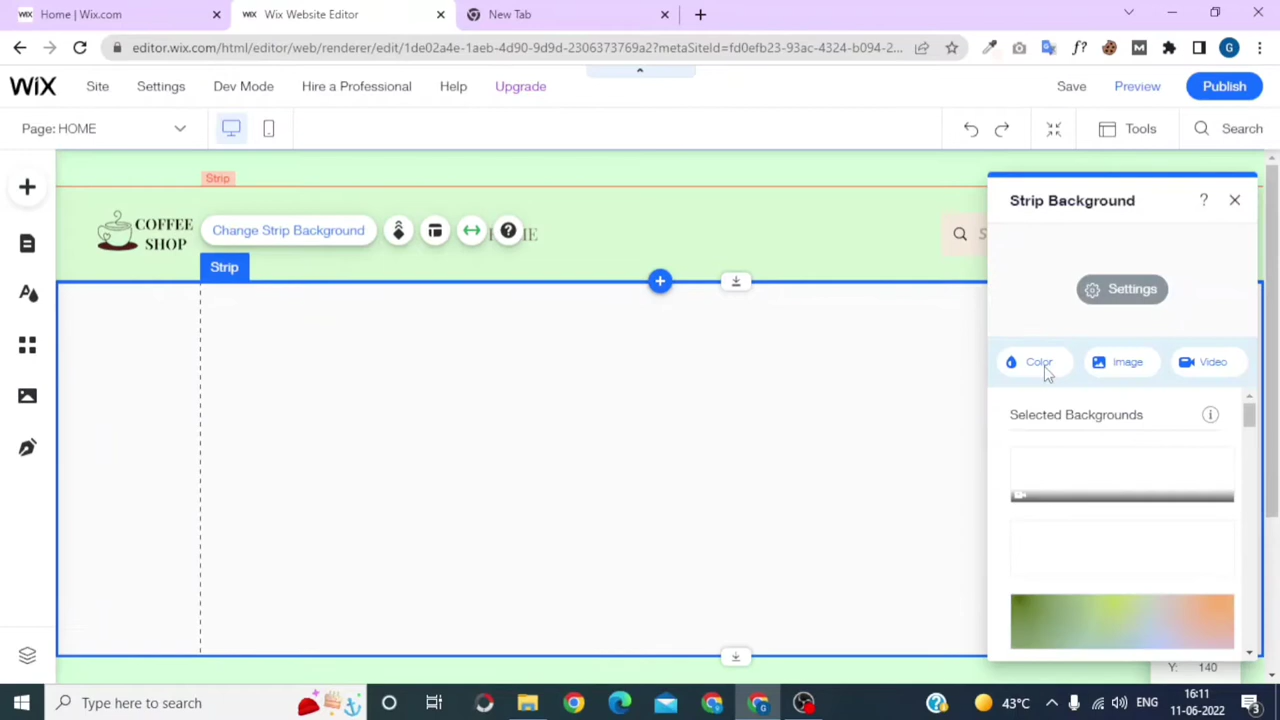 WiX Home | Wix.com
WiX Wix Website Editor
New Tab
editor.wix.com/html/editor/web/renderer/edit/1de02a4e-1aeb-4d90-9d9d-2306373769a2?metaSiteId=fd0efb23-93ac-4324-b094-2...
f?
M
G
WiX
Site
Settings
Dev Mode
Hire a Professional
Help
Upgrade
Save
Preview
Publish
Page: HOME
Tools
Search
Strip
COFFEE
SHOP
Change Strip Background
?
Strip
Strip Background
?
Settings
Color
Image
Video
Selected Backgrounds
Y: 140
Type here to search
43°C
ENG
16:11
11-06-2022
3